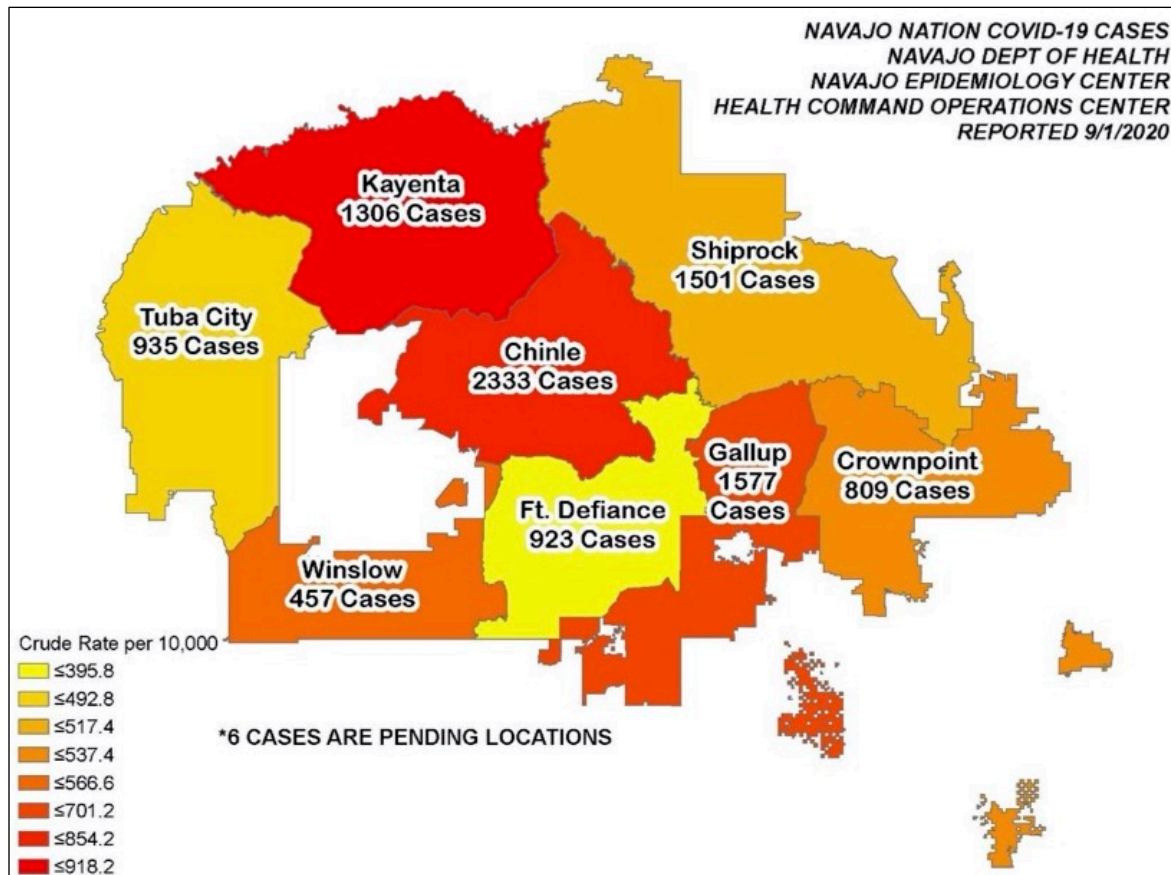 NAVAJO NATION COVID-19 CASES
NAVAJO DEPT OF HEALTH
NAVAJO EPIDEMIOLOGY CENTER
HEALTH COMMAND OPERATIONS CENTER
REPORTED 9/1/2020
Kayenta
1306 Cases
Shiprock
1501 Cases
Tuba City
935 Cases
Chinle
2333 Cases
Gallup
1577
Cases
Crownpoint
809 Cases
Ft. Defiance
923 Cases
Winslow
457 Cases
Crude Rate per 10,000
≤395.8
≤492.8
≤517.4
≤537.4
≤566.6
≤701.2
≤854.2
≤918.2
*6 CASES ARE PENDING LOCATIONS